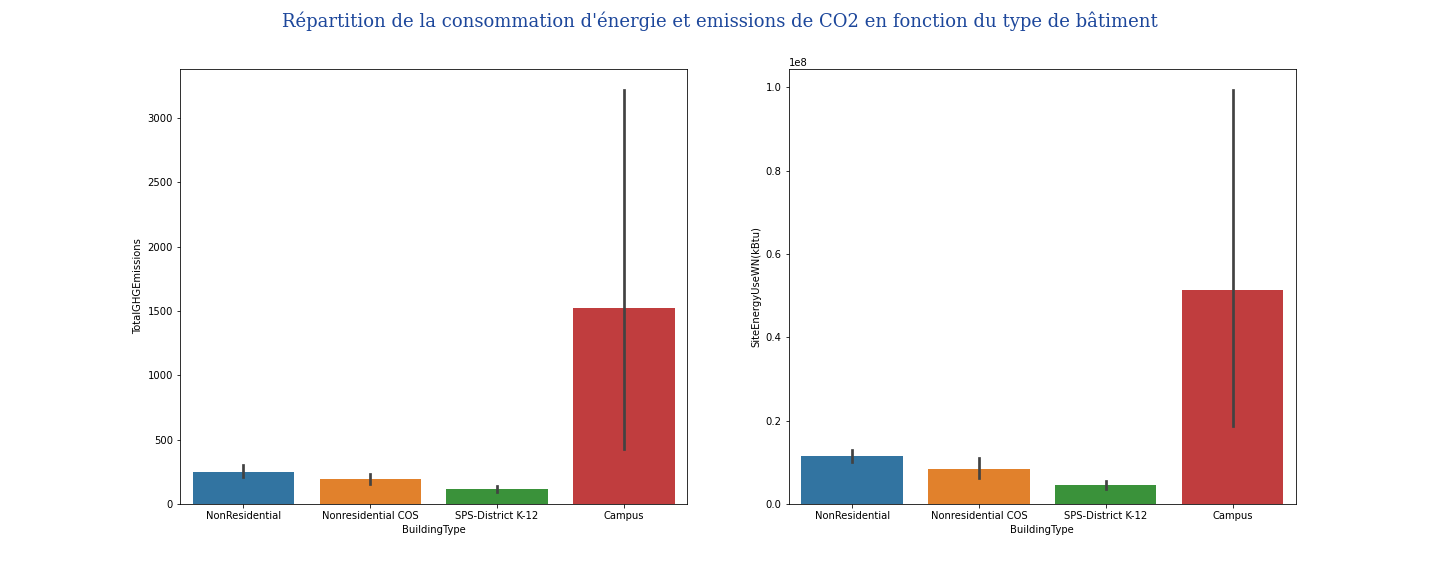 Répartition de la consommation d'énergie et emissions de CO2 en fonction du type de bâtiment
TotalGHGEmissions
3000
2500
2000
1500
1000
500
0
NonResidential
Nonresidential COS
SPS-District K-12
Campus
BuildingType
1e8
SiteEnergyUseWN(kBtu)
1.0
0.8
0.6
0.4
0.2
0.0
NonResidential
Nonresidential COS
SPS-District K-12
Campus
BuildingType